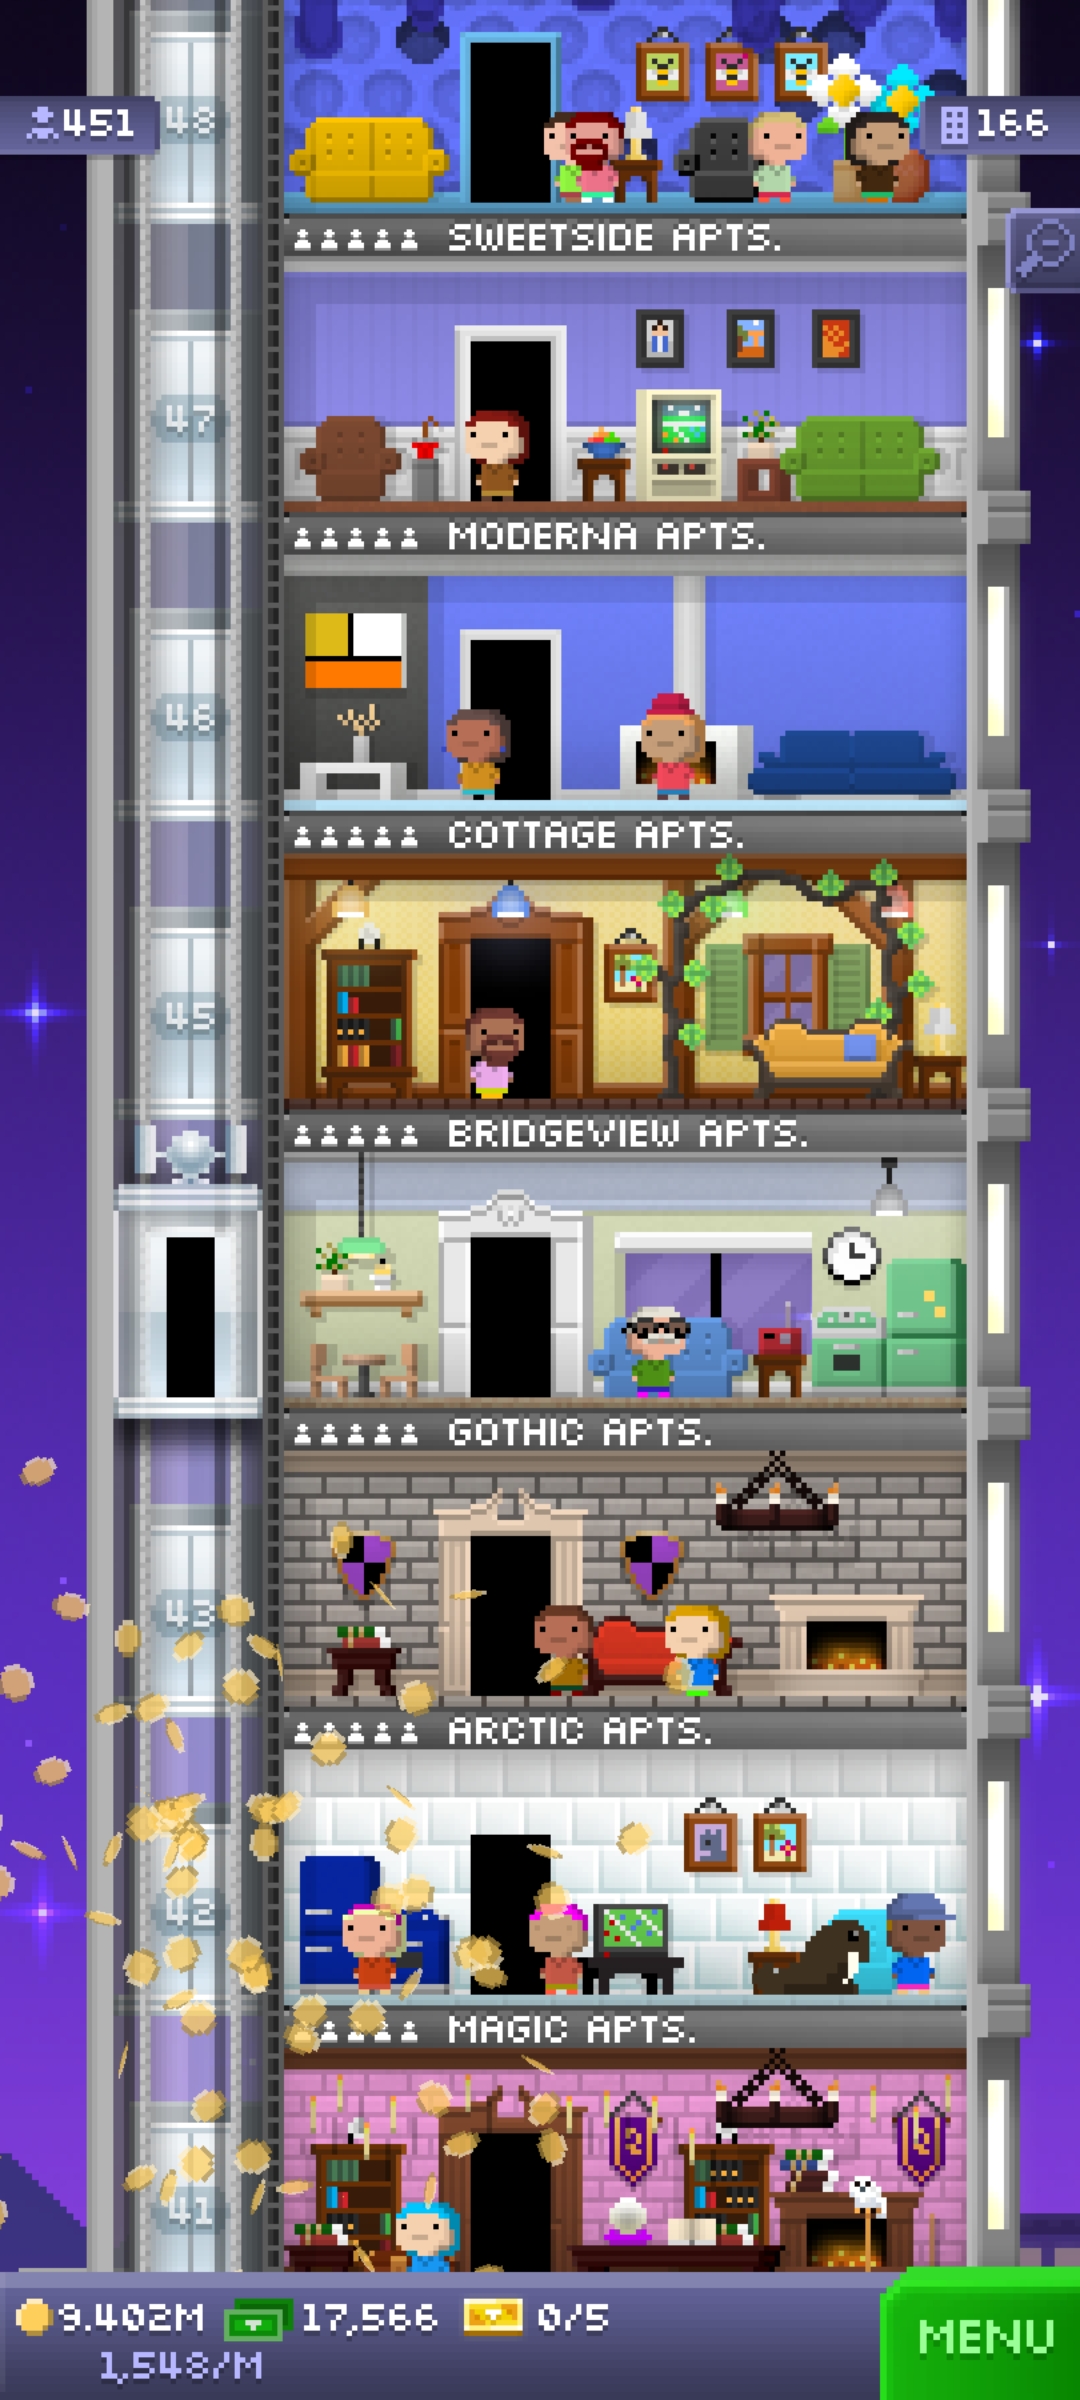 451
48
166
SWEETSIDE APTS.
47
MODERNA APTS.
46
COTTAGE APTS.
45
BRIDGEVIEW APTS.
GOTHIC APTS.
43
ARCTIC APTS.
42
MAGIC APTS.
41
9.402M 17,566 0/5
1,548/M
MENU